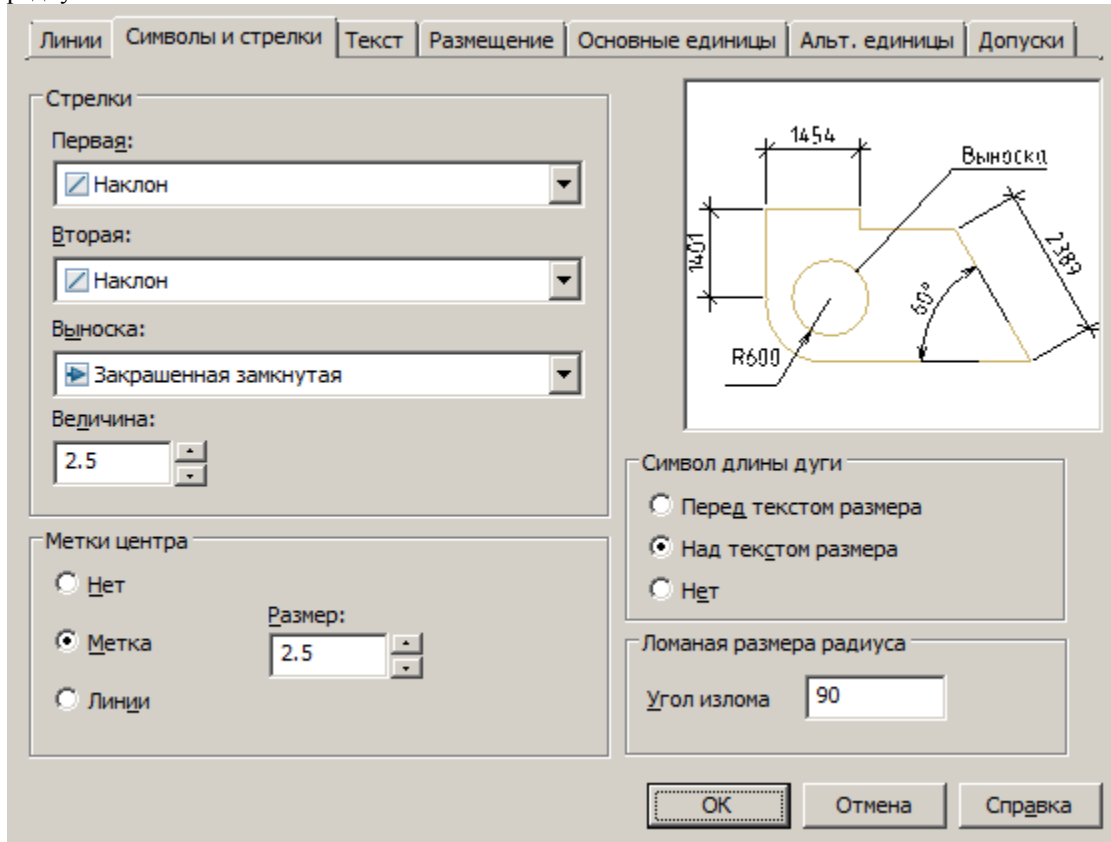 Линии Символы и стрелки Текст Размещение Основные единицы Альт. единицы Допуски
Стрелки
Первая:
Наклон
Вторая:
Наклон
Выноска:
Закрашенная замкнутая
Величина:
2.5
Метки центра
Нет
Метка
Линии
Размер:
2.5
1454
Выноска
1401
2389
60°
R600
Символ длины дуги
Перед текстом размера
Над текстом размера
Нет
Ломаная размера радиуса
Угол излома 90
ОК Отмена Справка